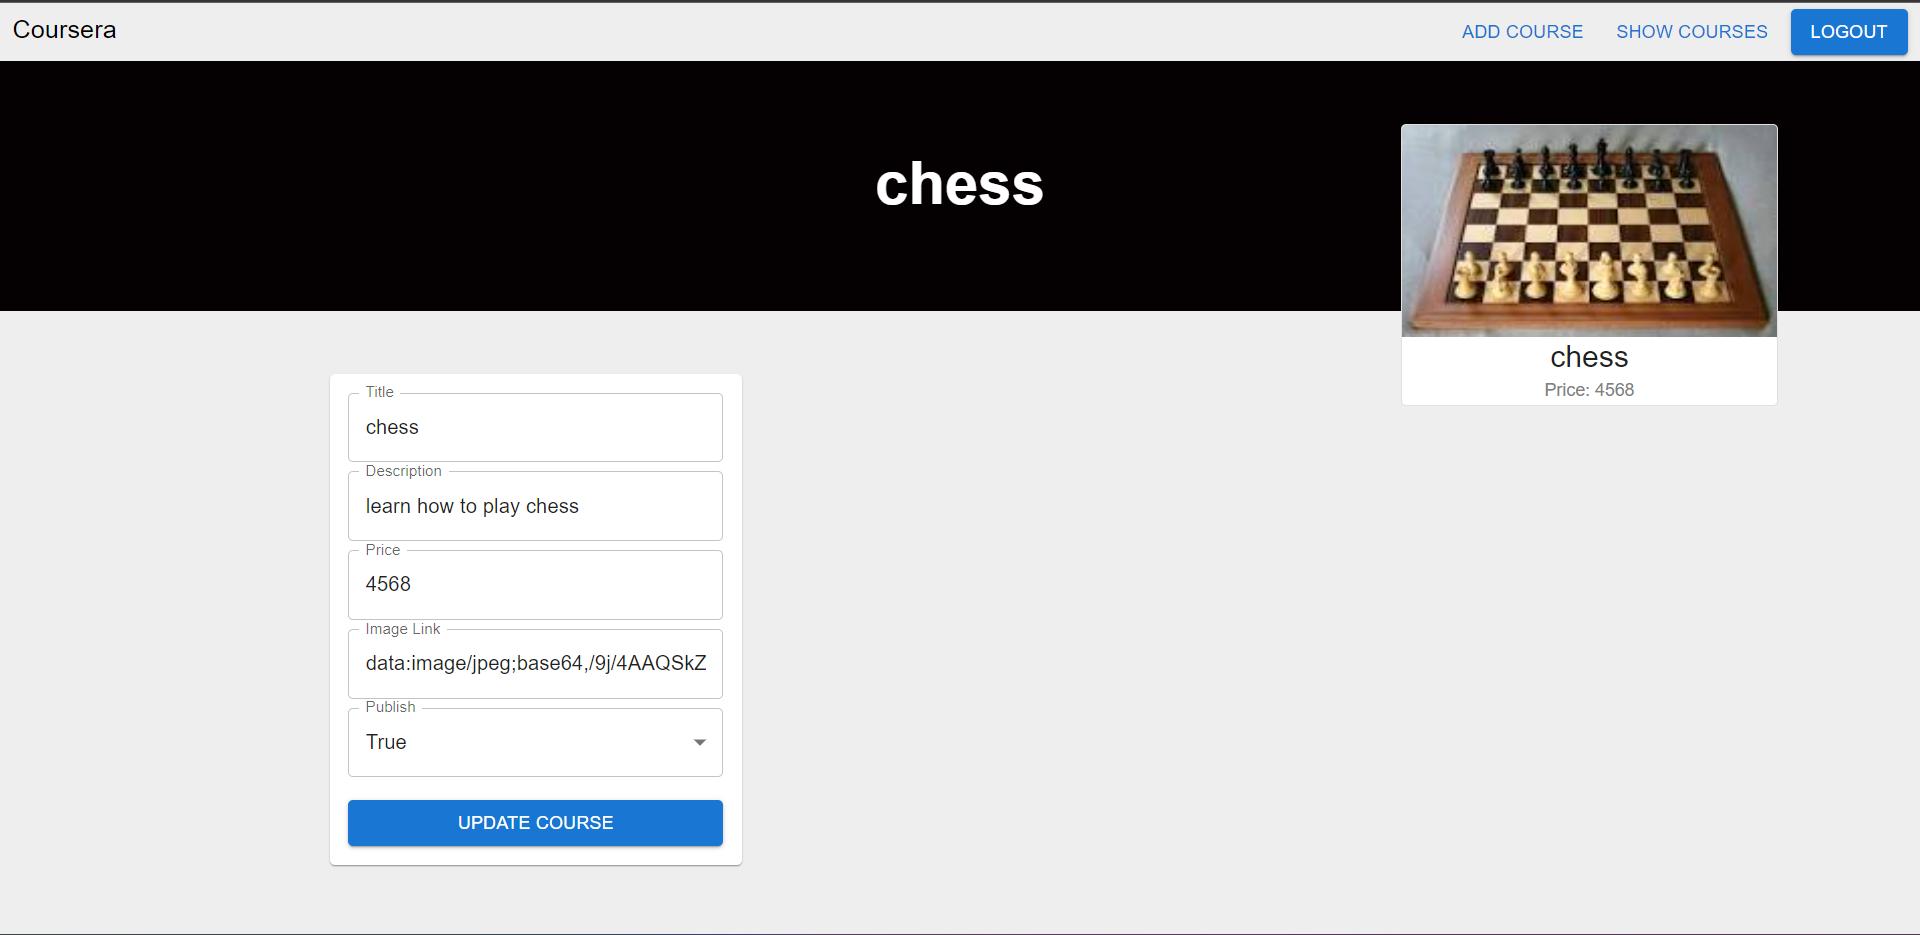 Coursera
ADD COURSE
SHOW COURSES
LOGOUT
chess
chess
Price: 4568
Title
chess
Description
learn how to play chess
Price
4568
Image Link
data:image/jpeg;base64,/9j/4AAQSkZ
Publish
True
UPDATE COURSE